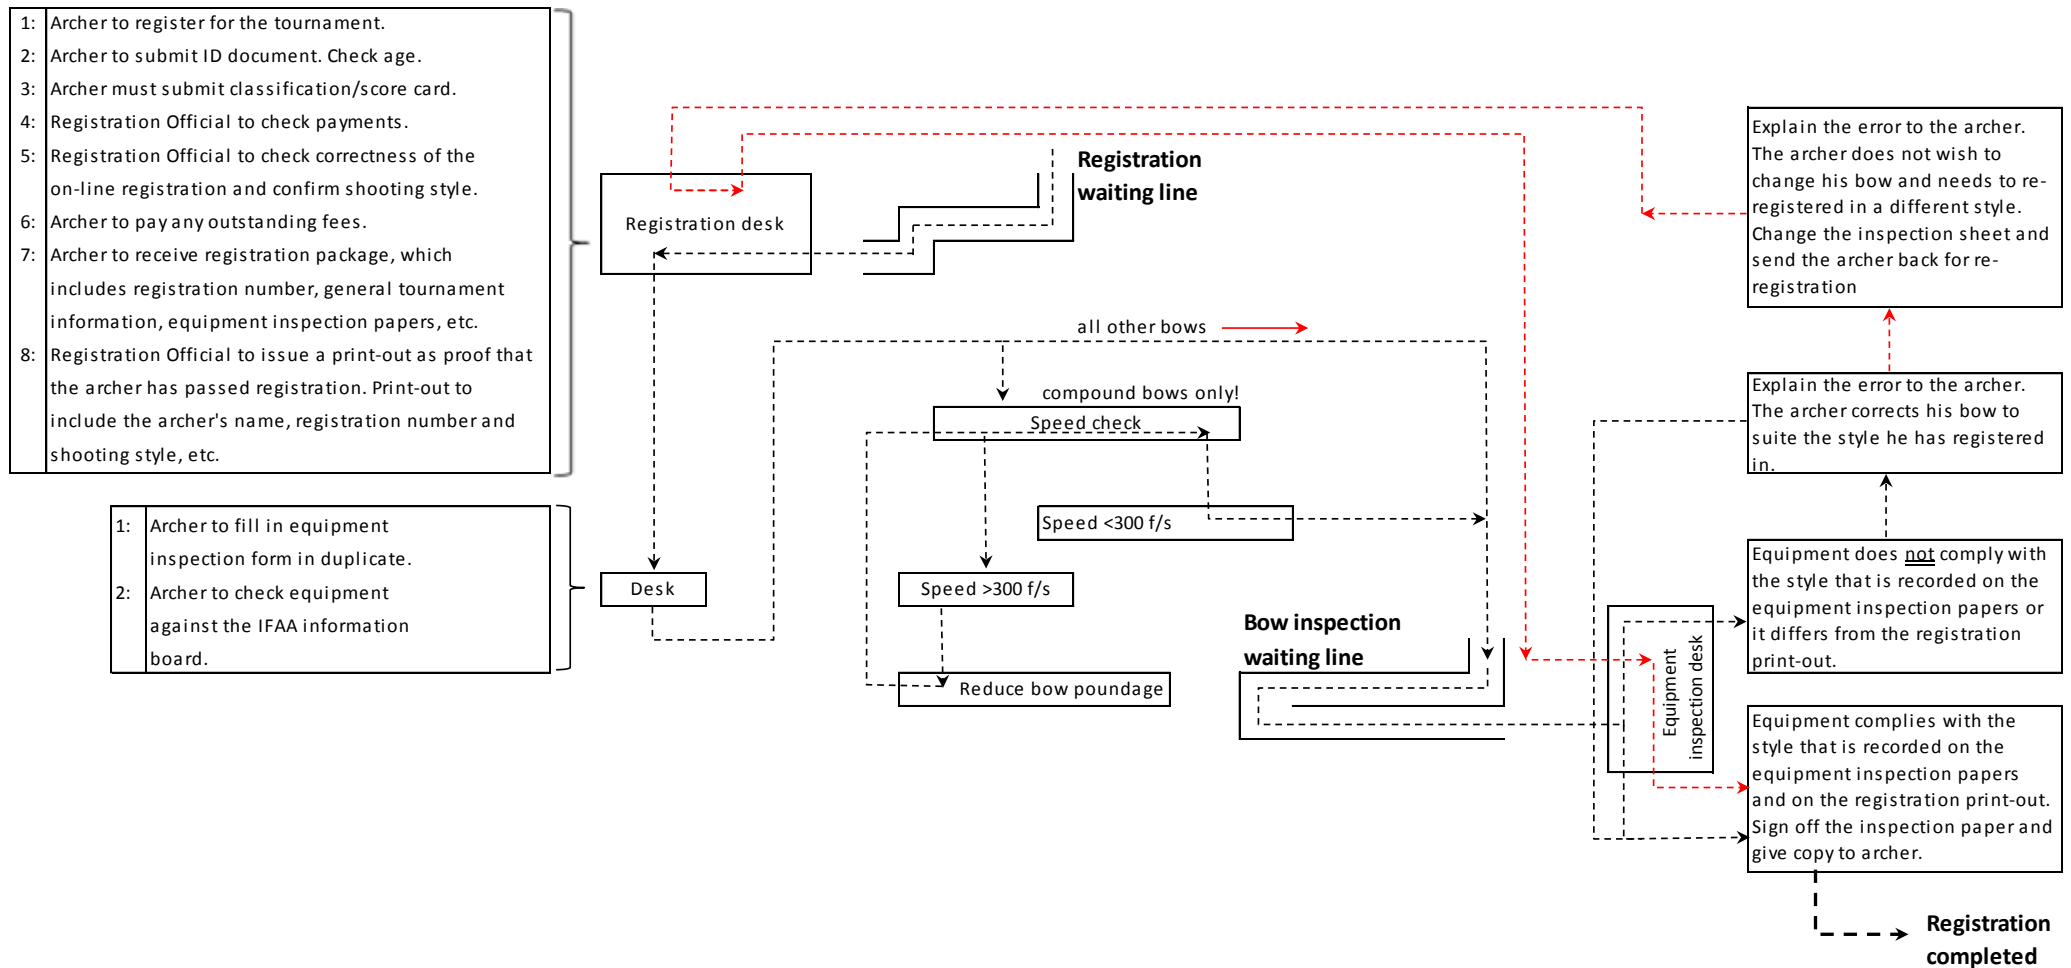 1: Archer to register for the tournament.
2: Archer to submit ID document. Check age.
3: Archer must submit classification/score card.
4: Registration Official to check payments.
5: Registration Official to check correctness of the
on-line registration and confirm shooting style.
6: Archer to pay any outstanding fees.
7: Archer to receive registration package, which
includes registration number, general tournament
information, equipment inspection papers, etc.
8: Registration Official to issue a print-out as proof that
the archer has passed registration. Print-out to
include the archer's name, registration number and
shooting style, etc.
1: Archer to fill in equipment
inspection form in duplicate.
2: Archer to check equipment
against the IFAA information
board.
Registration desk
Desk
Registration
waiting line
all other bows
compound bows only!
Speed check
Speed <300 f/s
Speed >300 f/s
Reduce bow poundage
Bow inspection
waiting line
Equipment
inspection desk
Explain the error to the archer.
The archer does not wish to
change his bow and needs to re-
registered in a different style.
Change the inspection sheet and
send the archer back for re-
registration
Explain the error to the archer.
The archer corrects his bow to
suite the style he has registered
in.
Equipment does not comply with
the style that is recorded on the
equipment inspection papers or
it differs from the registration
print-out.
Equipment complies with the
style that is recorded on the
equipment inspection papers
and on the registration print-out.
Sign off the inspection paper and
give copy to archer.
Registration
completed